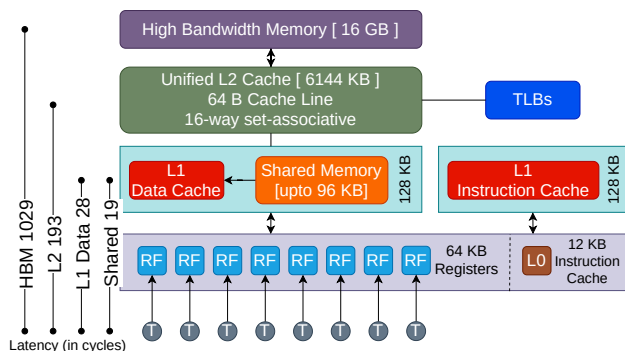 High Bandwidth Memory [ 16 GB ]
Unified L2 Cache [ 6144 KB ]
64 B Cache Line
16-way set-associative
TLBs
L1
Data Cache
Shared Memory
[upto 96 KB]
128 KB
L1
Instruction Cache
128 KB
HBM 1029
L2 193
L1 Data 28
Shared 19
RF RF RF RF RF RF RF RF
64 KB
Registers
L0
12 KB
Instruction
Cache
T T T T T T T T
Latency (in cycles)